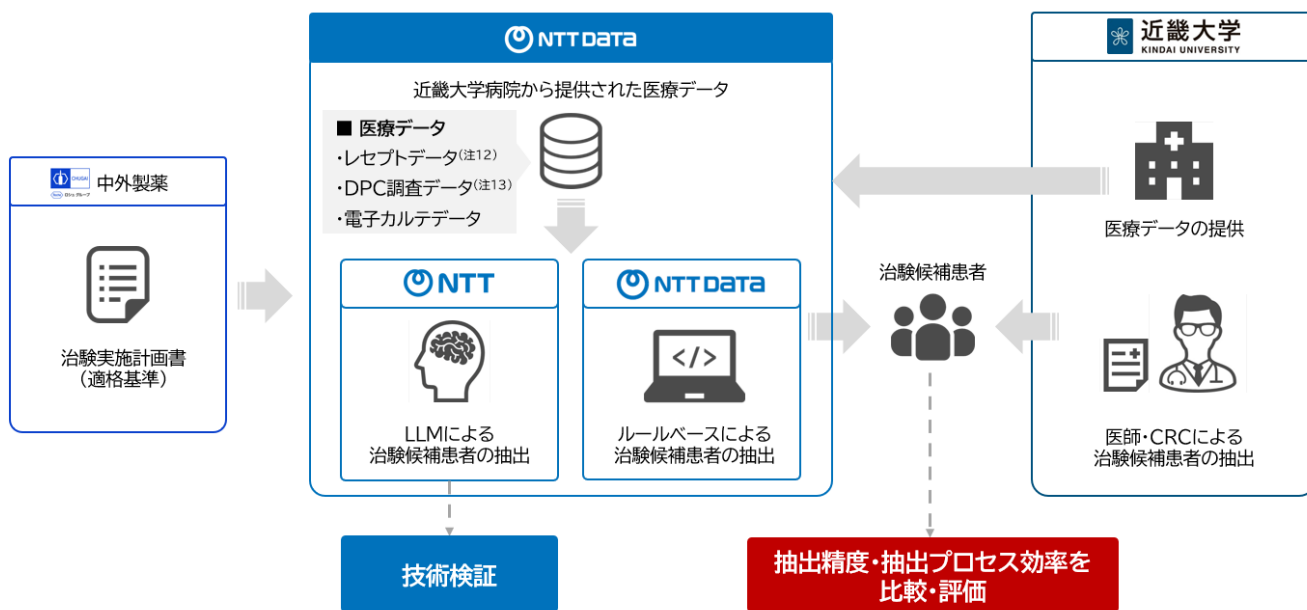 中外製薬
ロシュ グループ
治験実施計画書
(適格基準)
NTT DATA
近畿大学病院から提供された医療データ
■ 医療データ
・レセプトデータ(注12)
・DPC調査データ(注13)
・電子カルテデータ
NTT
LLMによる
治験候補患者の抽出
NTT DATA
</>
ルールベースによる
治験候補患者の抽出
治験候補患者
近畿大学
KINDAI UNIVERSITY
医療データの提供
医師・CRCによる
治験候補患者の抽出
技術検証
抽出精度・抽出プロセス効率を
比較・評価